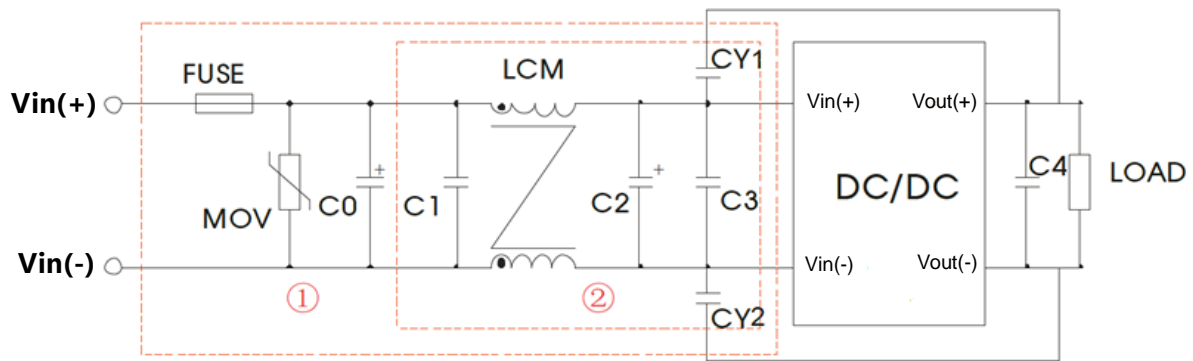 CY1
FUSE
LCM
Vin(+)
Vin(+)
Vout(+)
+
+
C4
LOAD
DC/DC
C0
C1
C2
C3
MOV
Vin(-)
Vin(-)
Vout(-)
①
②
CY2